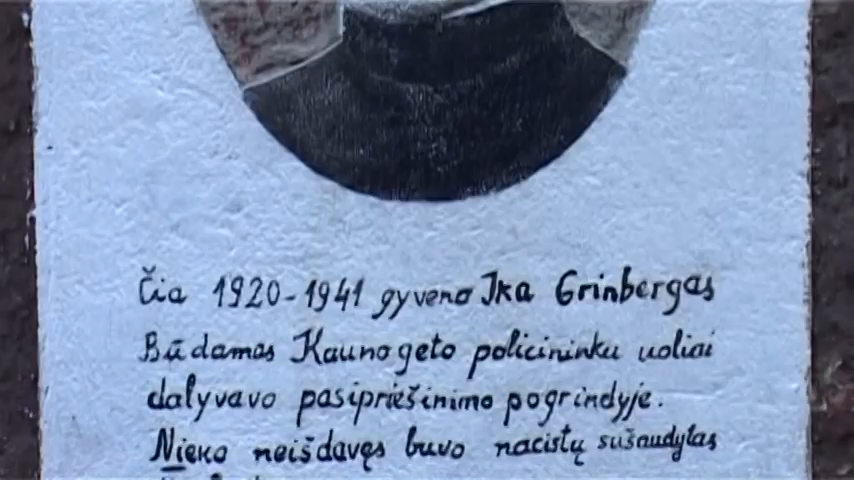 Čia 1920-1941 gyveno Ika Grinbergas
Būdamas Kauno geto policininku uoliai
dalyvavo pasipriešinimo pogrindyje.
Nieko neišdavęs buvo nacistų sušaudytas